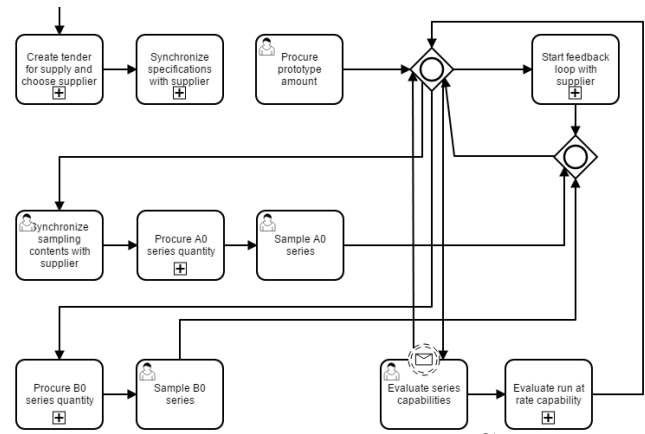 Create tender
for supply and
choose supplier
Synchronize
specifications
with supplier
Procure
prototype
amount
Start feedback
loop with
supplier
Synchronize
sampling
contents with
supplier
Procure A0
series quantity
Sample A0
series
Procure B0
series quantity
Sample B0
series
Evaluate series
capabilities
Evaluate run at
rate capability